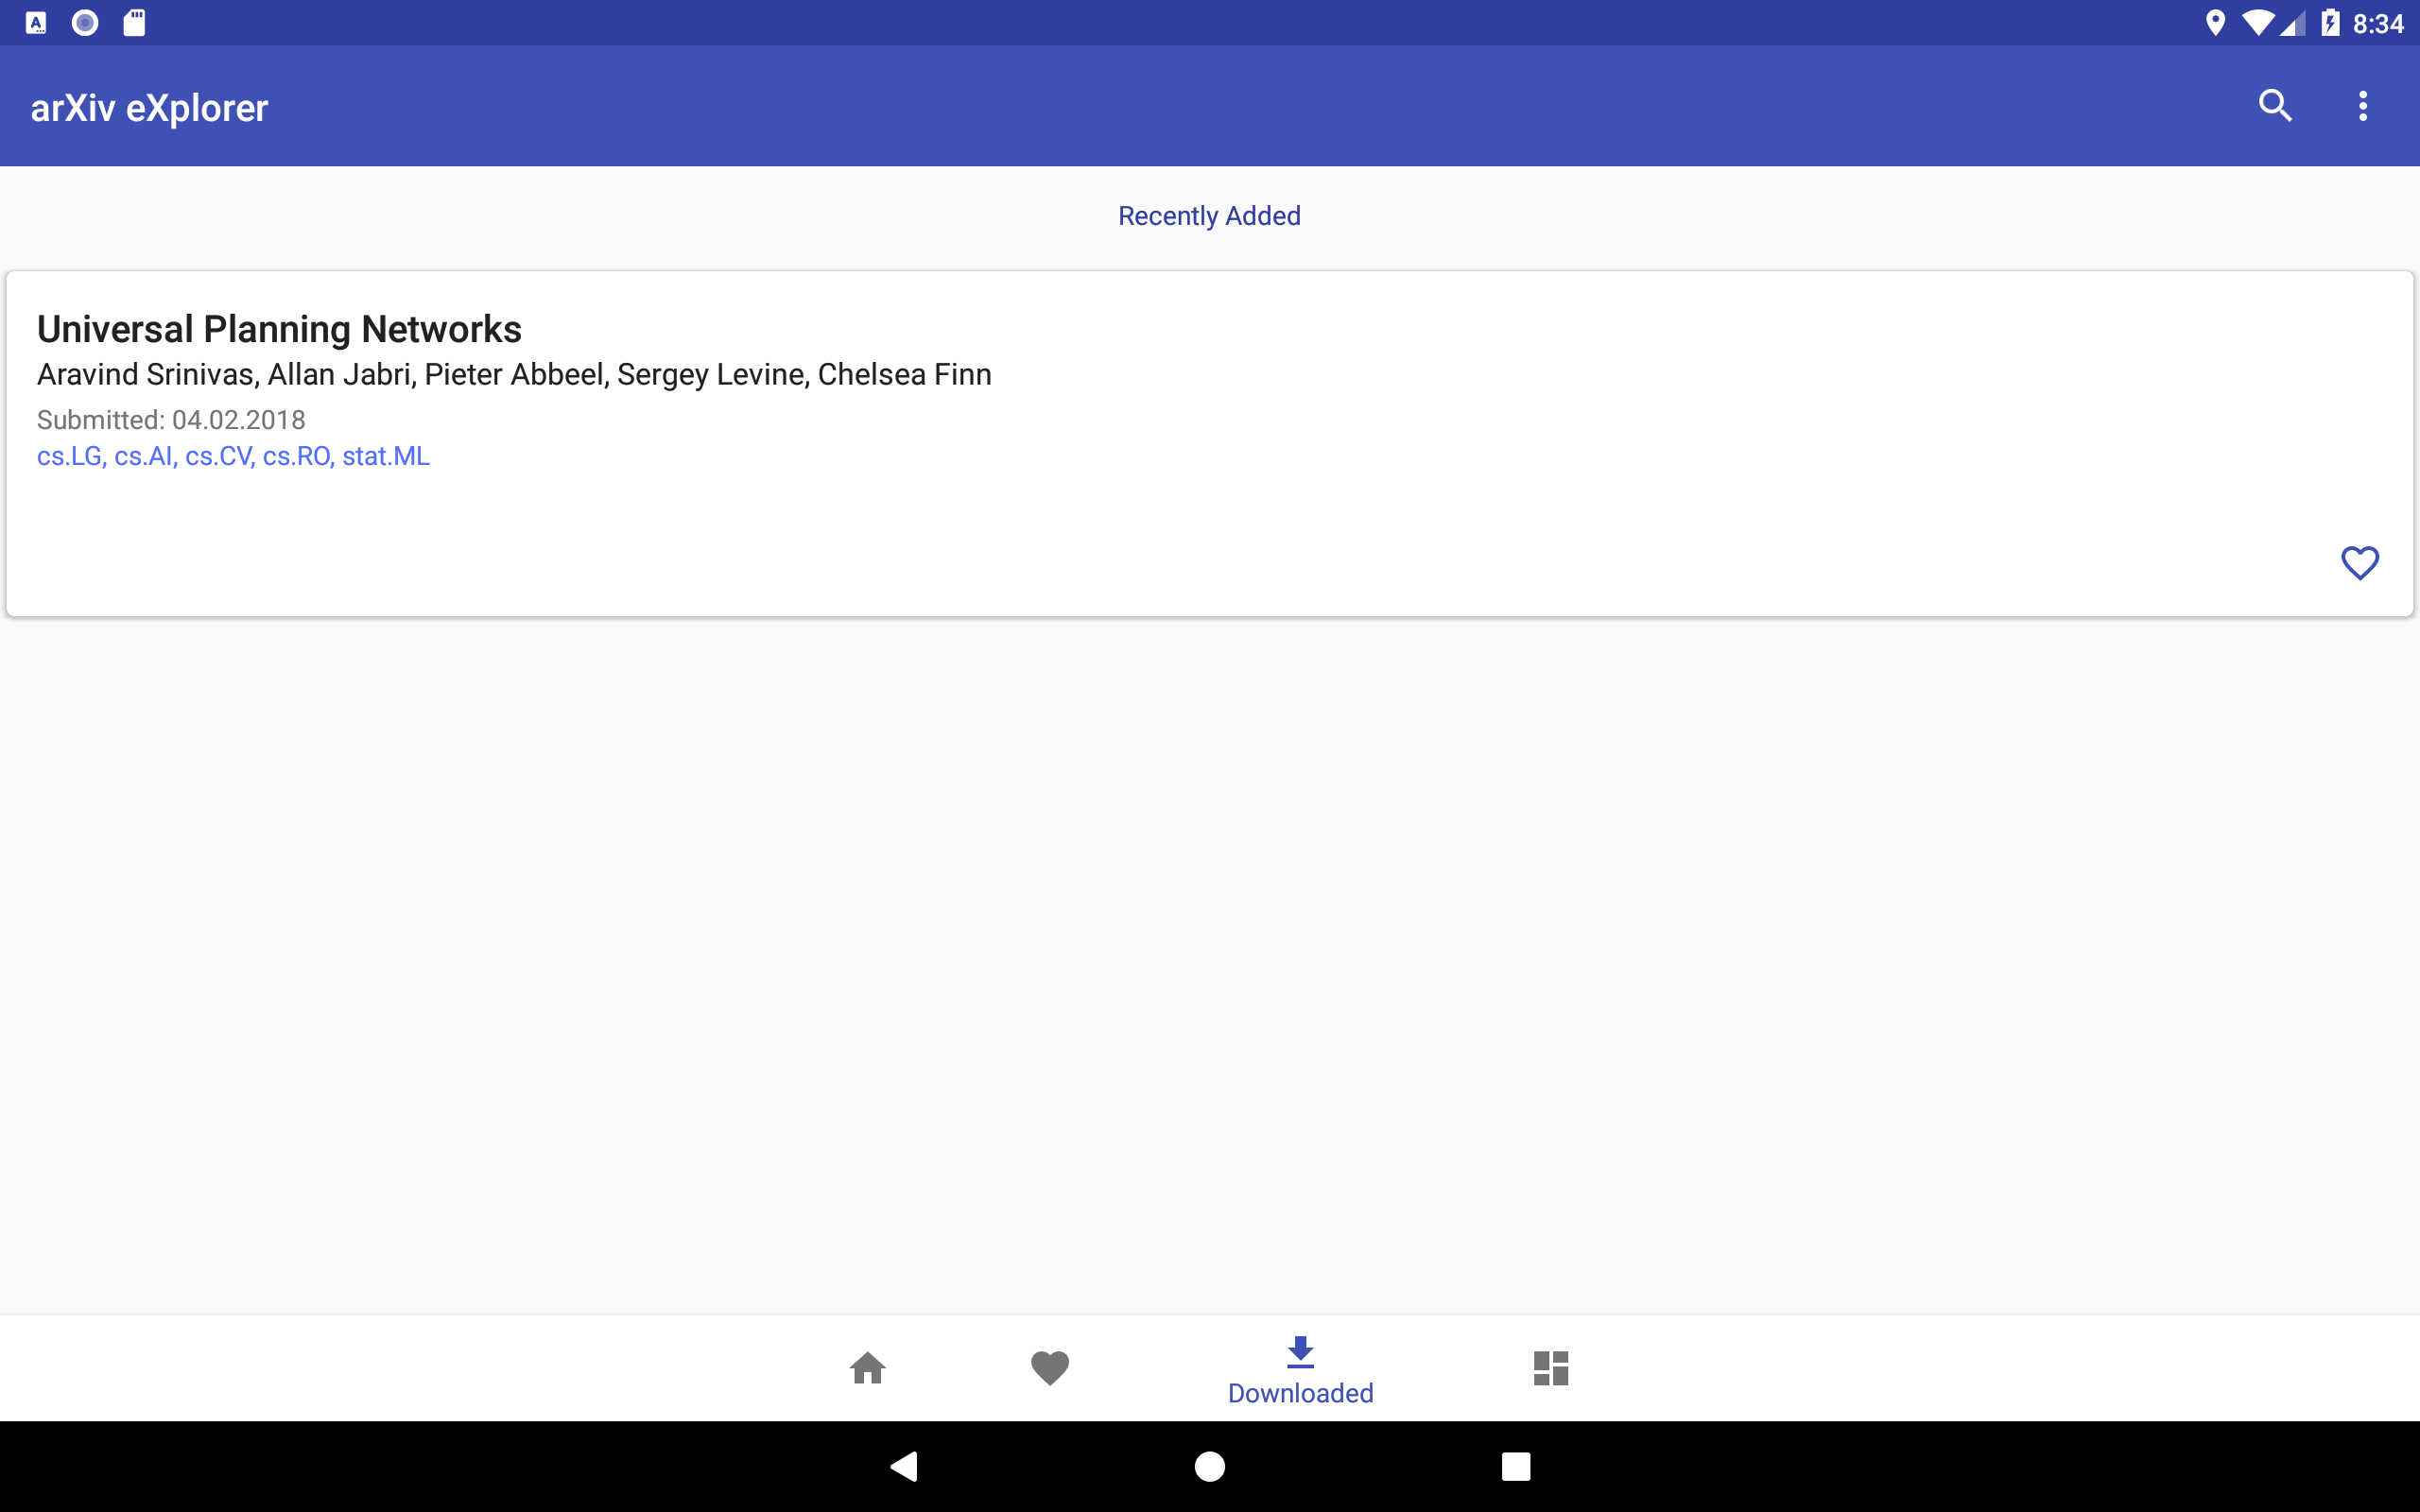 8:34
arXiv eXplorer
Recently Added
Universal Planning Networks
Aravind Srinivas, Allan Jabri, Pieter Abbeel, Sergey Levine, Chelsea Finn
Submitted: 04.02.2018
cs.LG, cs.AI, cs.CV, cs.RO, stat.ML
Downloaded